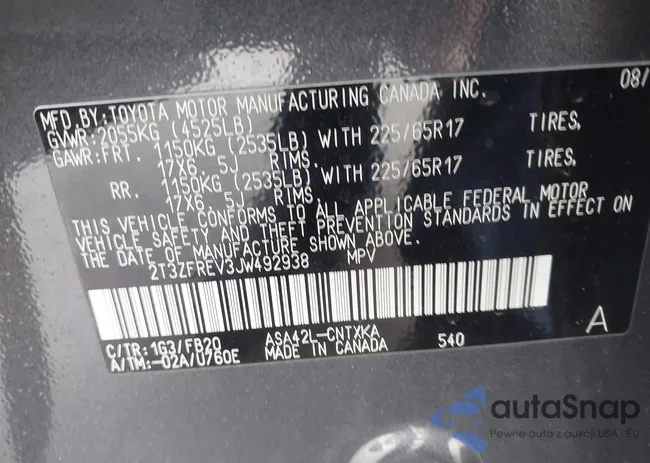 MFD.BY:TOYOTA MOTOR MANUFACTURING CANADA INC. 08/
GVWR:2055KG (4525LB)
GAWR:FRT. 1150KG (2535LB) WITH 225/65R17 TIRES,
17X6. 5J RIMS.
RR. 1150KG (2535LB) WITH 225/65R17 TIRES,
17X6. 5J RIMS.
THIS VEHICLE CONFORMS TO ALL APPLICABLE FEDERAL MOTOR
VEHICLE SAFETY AND THEFT PREVENTION STANDARDS IN EFFECT ON
THE DATE OF MANUFACTURE SHOWN ABOVE.
2T3ZFREV3JW492938 MPV
C/TR:1G3/FB20 ASA42L-CNTXKA 540 A
A/TM:-02A/U760E MADE IN CANADA
autoSnap
Pewne auta z aukcji USA - EU